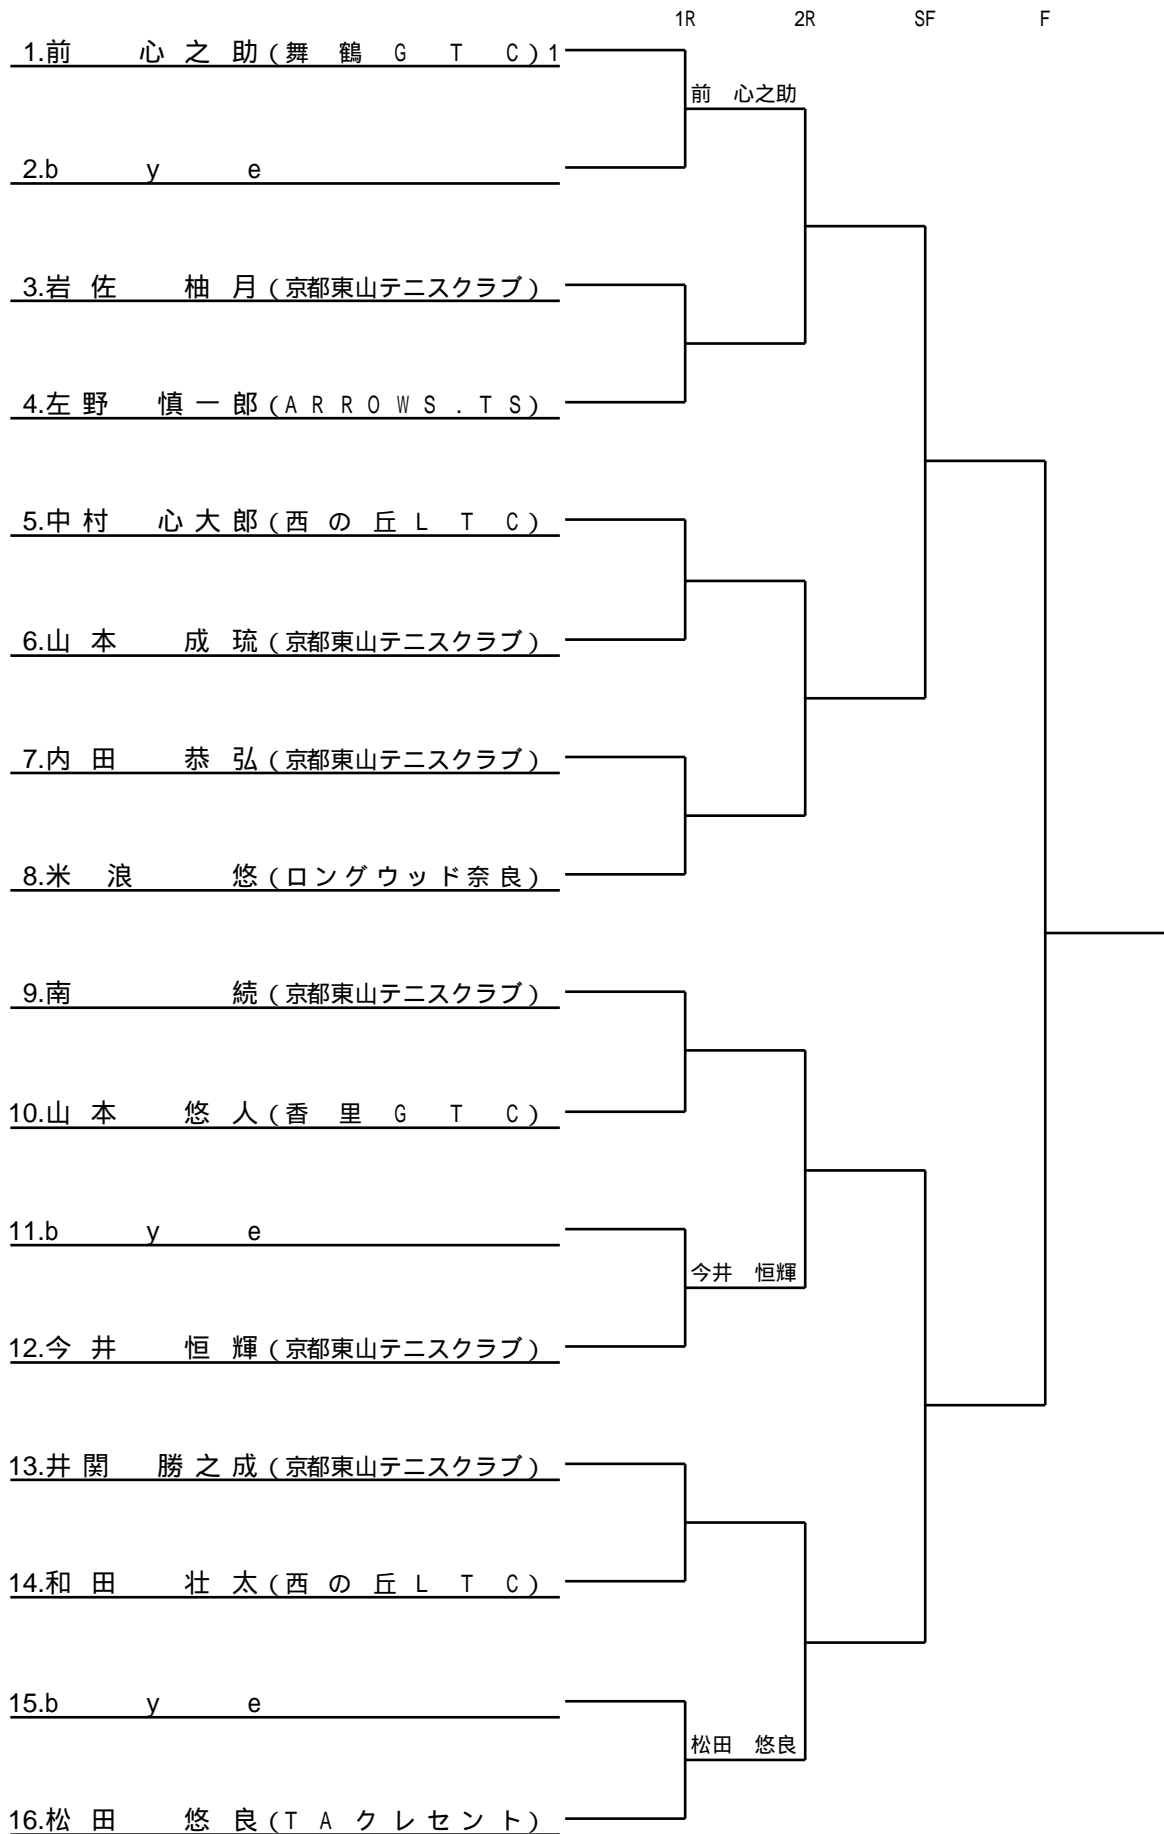 1R 2R SF F
1.前 心之助(舞鶴GTC)1
前 心之助
2.bye
3.岩佐 柚月(京都東山テニスクラブ)
4.左野 慎一郎(ARROWS.TS)
5.中村 心大郎(西の丘LTC)
6.山本 成琉(京都東山テニスクラブ)
7.内田 恭弘(京都東山テニスクラブ)
8.米浪 悠(ロングウッド奈良)
9.南 続(京都東山テニスクラブ)
10.山本 悠人(香里GTC)
11.bye
今井 恒輝
12.今井 恒輝(京都東山テニスクラブ)
13.井関 勝之成(京都東山テニスクラブ)
14.和田 壮太(西の丘LTC)
15.bye
松田 悠良
16.松田 悠良(TAクレセント)